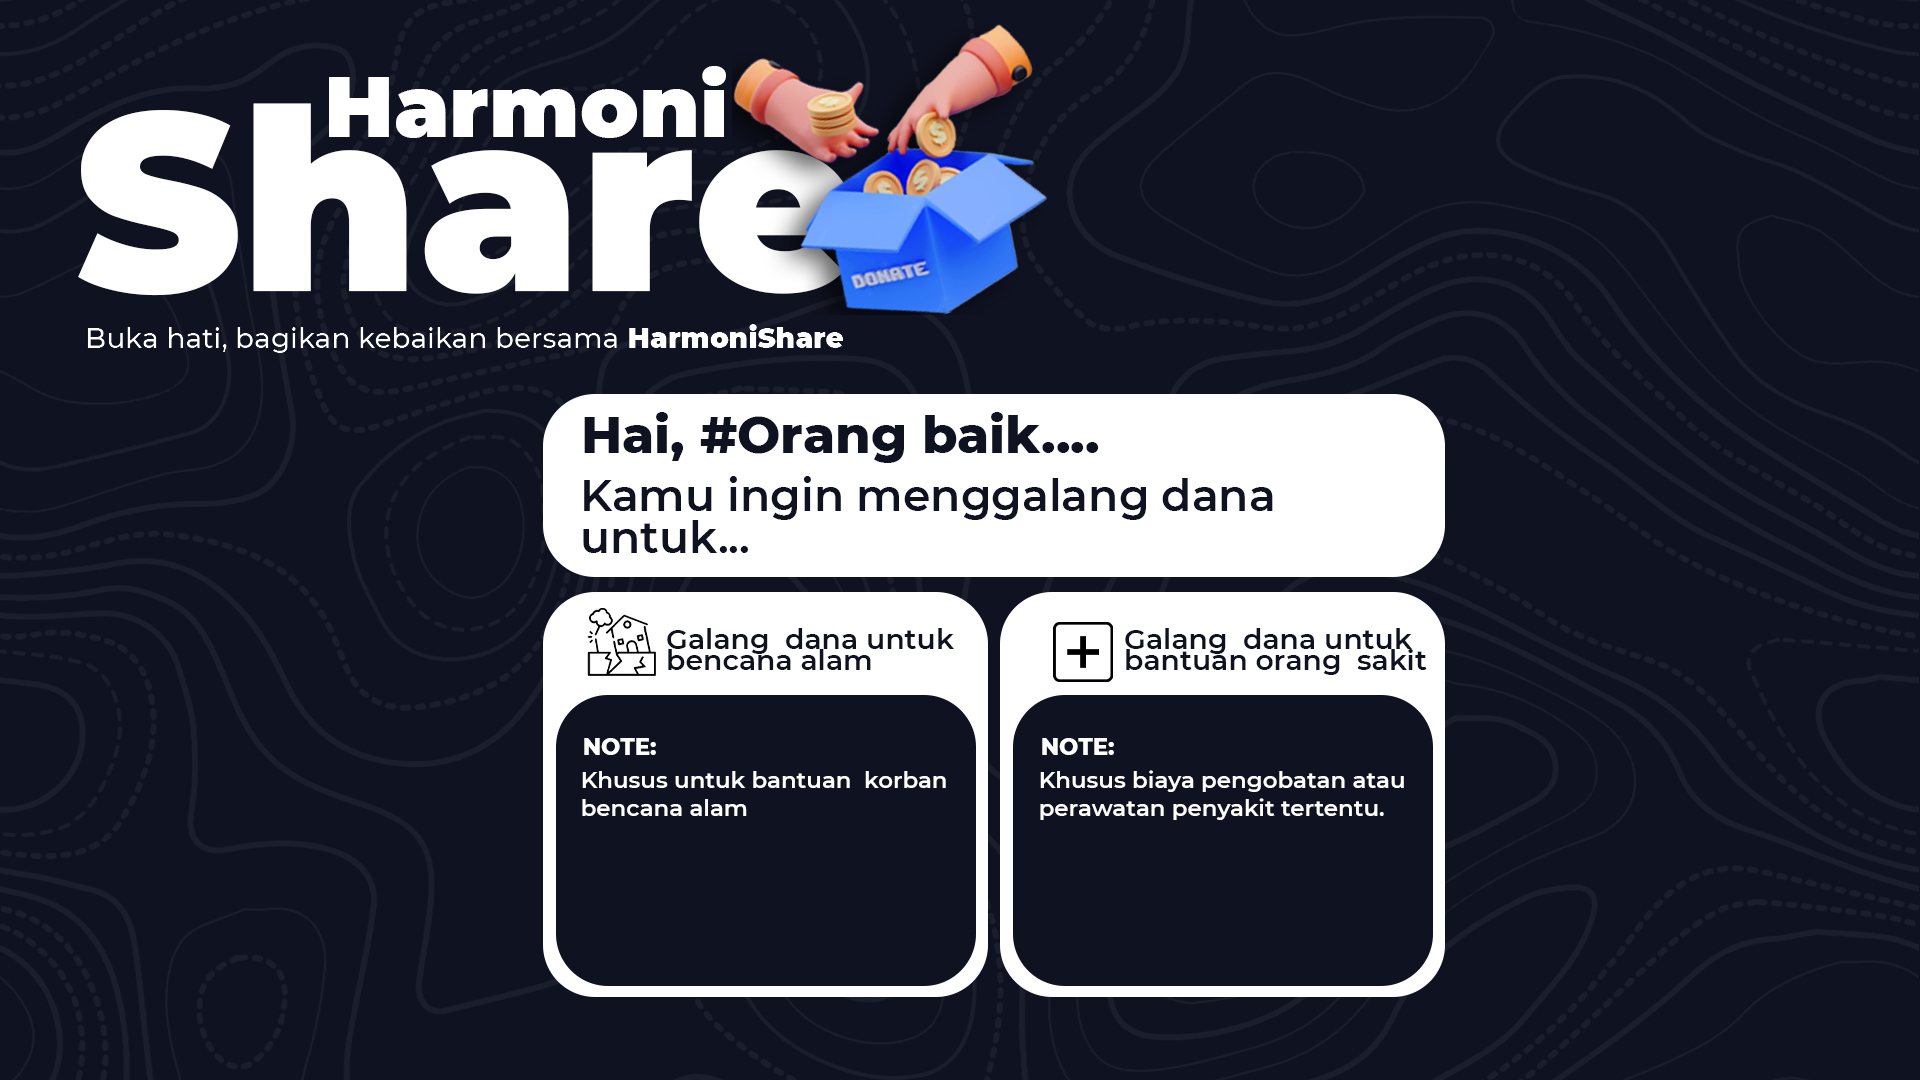 Harmoni
Share
DONATE
Buka hati, bagikan kebaikan bersama HarmoniShare
Hai, #Orang baik....
Kamu ingin menggalang dana
untuk...
Galang dana untuk
bencana alam
NOTE:
Khusus untuk bantuan korban
bencana alam
Galang dana untuk
bantuan orang sakit
NOTE:
Khusus biaya pengobatan atau
perawatan penyakit tertentu.